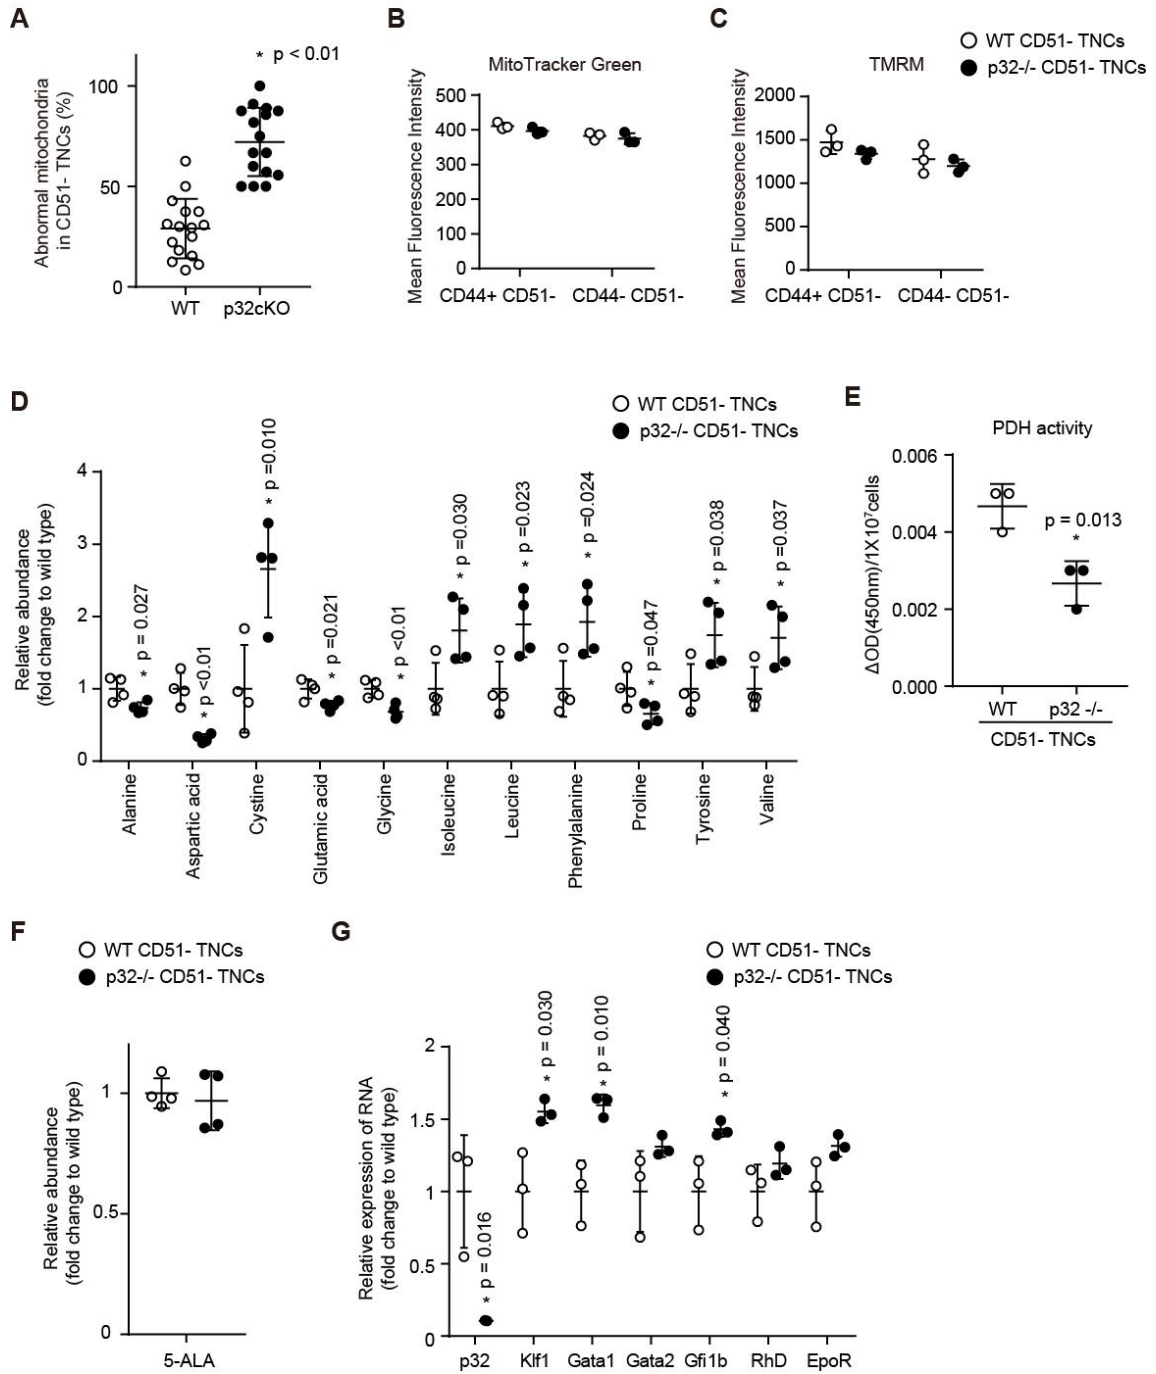 A
* p < 0.01
Abnormal mitochondria
in CD51- TNCs (%)
100
50
0
WT
p32cKO
B
MitoTracker Green
Mean Fluorescence Intensity
500
400
300
200
100
0
CD44+ CD51-
CD44- CD51-
C
WT CD51- TNCs
p32-/- CD51- TNCs
TMRM
Mean Fluorescence Intensity
2000
1500
1000
500
0
CD44+ CD51-
CD44- CD51-
D
WT CD51- TNCs
p32-/- CD51- TNCs
Relative abundance
(fold change to wild type)
4
3
2
1
0
* p = 0.027
* p <0.01
* p =0.010
* p =0.021
* p <0.01
* p =0.030
* p =0.023
* p =0.024
* p =0.047
* p =0.038
* p =0.037
Alanine
Aspartic acid
Cystine
Glutamic acid
Glycine
Isoleucine
Leucine
Phenylalanine
Proline
Tyrosine
Valine
E
PDH activity
ΔOD(450nm)/1X10⁷cells
0.006
0.004
0.002
0.000
p = 0.013
*
WT
p32 -/-
CD51- TNCs
F
WT CD51- TNCs
p32-/- CD51- TNCs
Relative abundance
(fold change to wild type)
1
0.5
0
5-ALA
G
WT CD51- TNCs
p32-/- CD51- TNCs
Relative expression of RNA
(fold change to wild type)
2
1.5
1
0.5
0
* p = 0.016
* p = 0.030
* p = 0.010
* p = 0.040
p32
Klf1
Gata1
Gata2
Gfi1b
RhD
EpoR